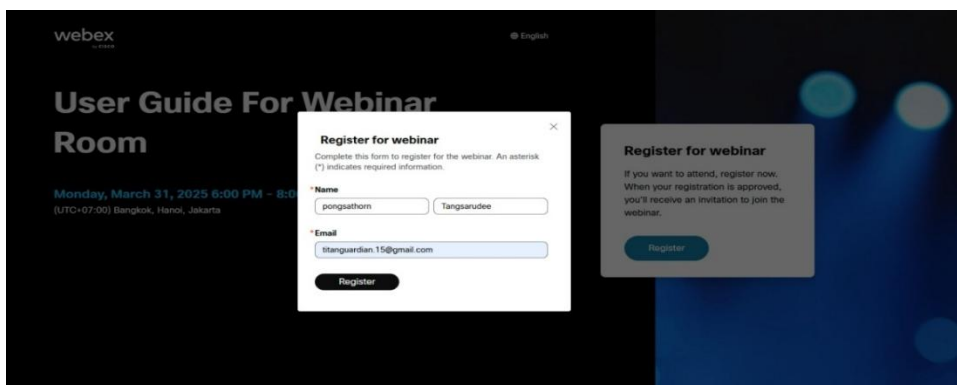 webex
by CISCO
English
User Guide For Webinar
Room
Monday, March 31, 2025 6:00 PM - 8:0
(UTC+07:00) Bangkok, Hanoi, Jakarta
Register for webinar
Complete this form to register for the webinar. An asterisk
(*) indicates required information.
*Name
pongsathorn Tangsarudee
*Email
titanguardian.15@gmail.com
Register
Register for webinar
If you want to attend, register now.
When your registration is approved,
you'll receive an invitation to join the
webinar.
Register